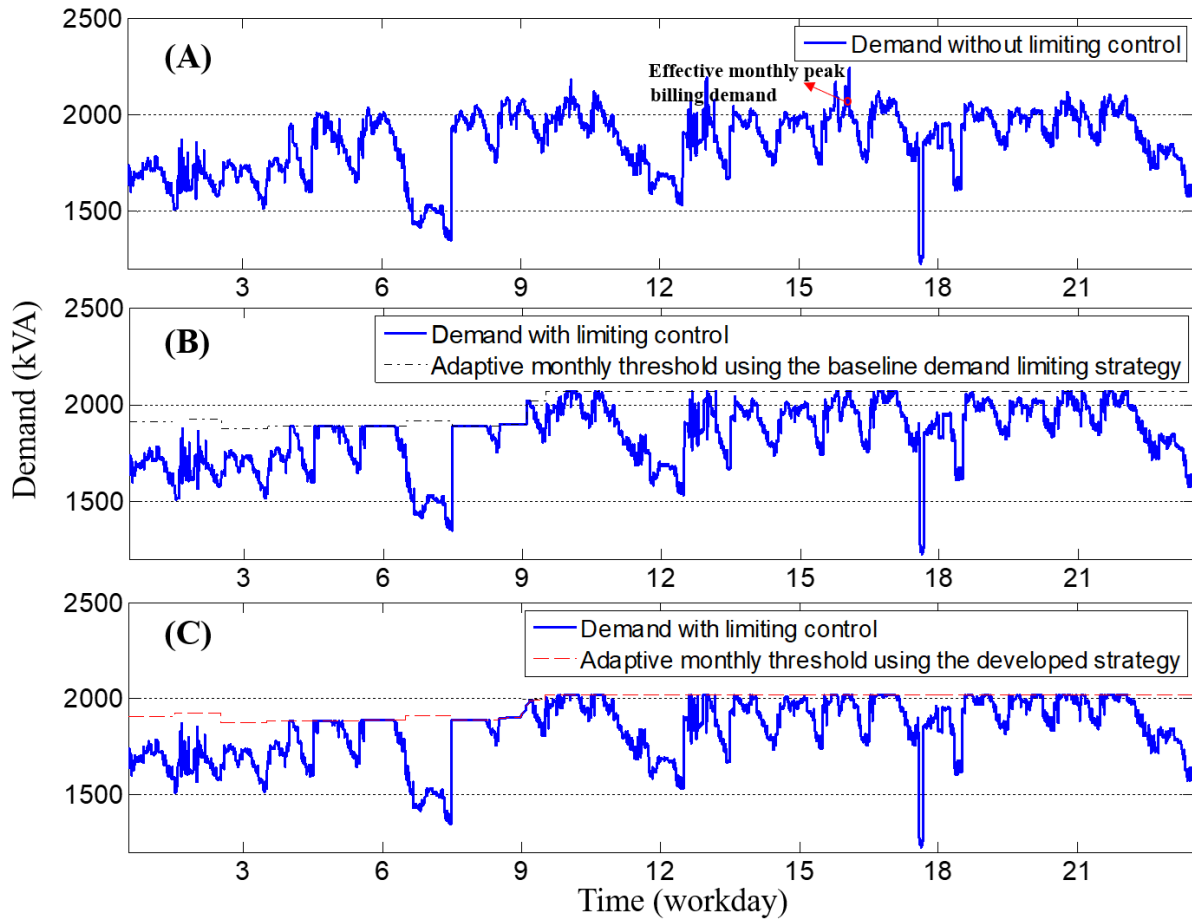 2500
(A)
Demand without limiting control
Effective monthly peak
billing demand
2000
1500
3 6 9 12 15 18 21
Demand (kVA)
2500
(B)
Demand with limiting control
Adaptive monthly threshold using the baseline demand limiting strategy
2000
1500
3 6 9 12 15 18 21
2500
(C)
Demand with limiting control
Adaptive monthly threshold using the developed strategy
2000
1500
3 6 9 12 15 18 21
Time (workday)